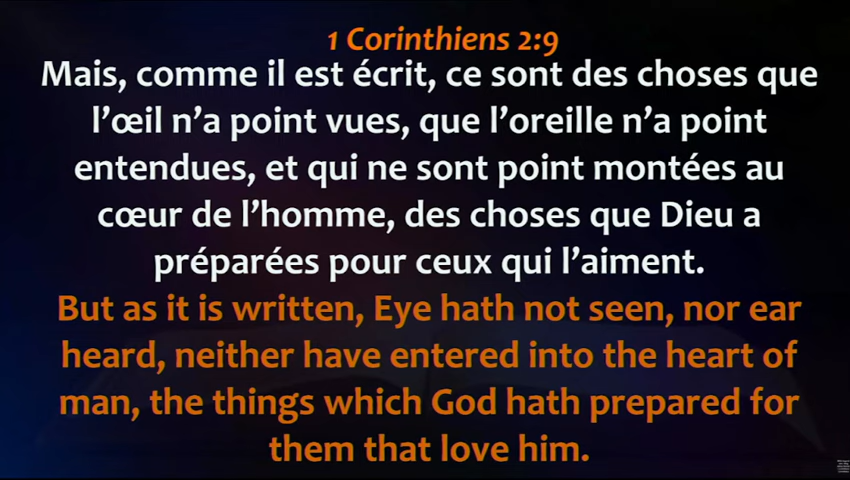 1 Corinthiens 2:9
Mais, comme il est écrit, ce sont des choses que
l’œil n’a point vues, que l’oreille n’a point
entendues, et qui ne sont point montées au
cœur de l’homme, des choses que Dieu a
préparées pour ceux qui l’aiment.
But as it is written, Eye hath not seen, nor ear
heard, neither have entered into the heart of
man, the things which God hath prepared for
them that love him.